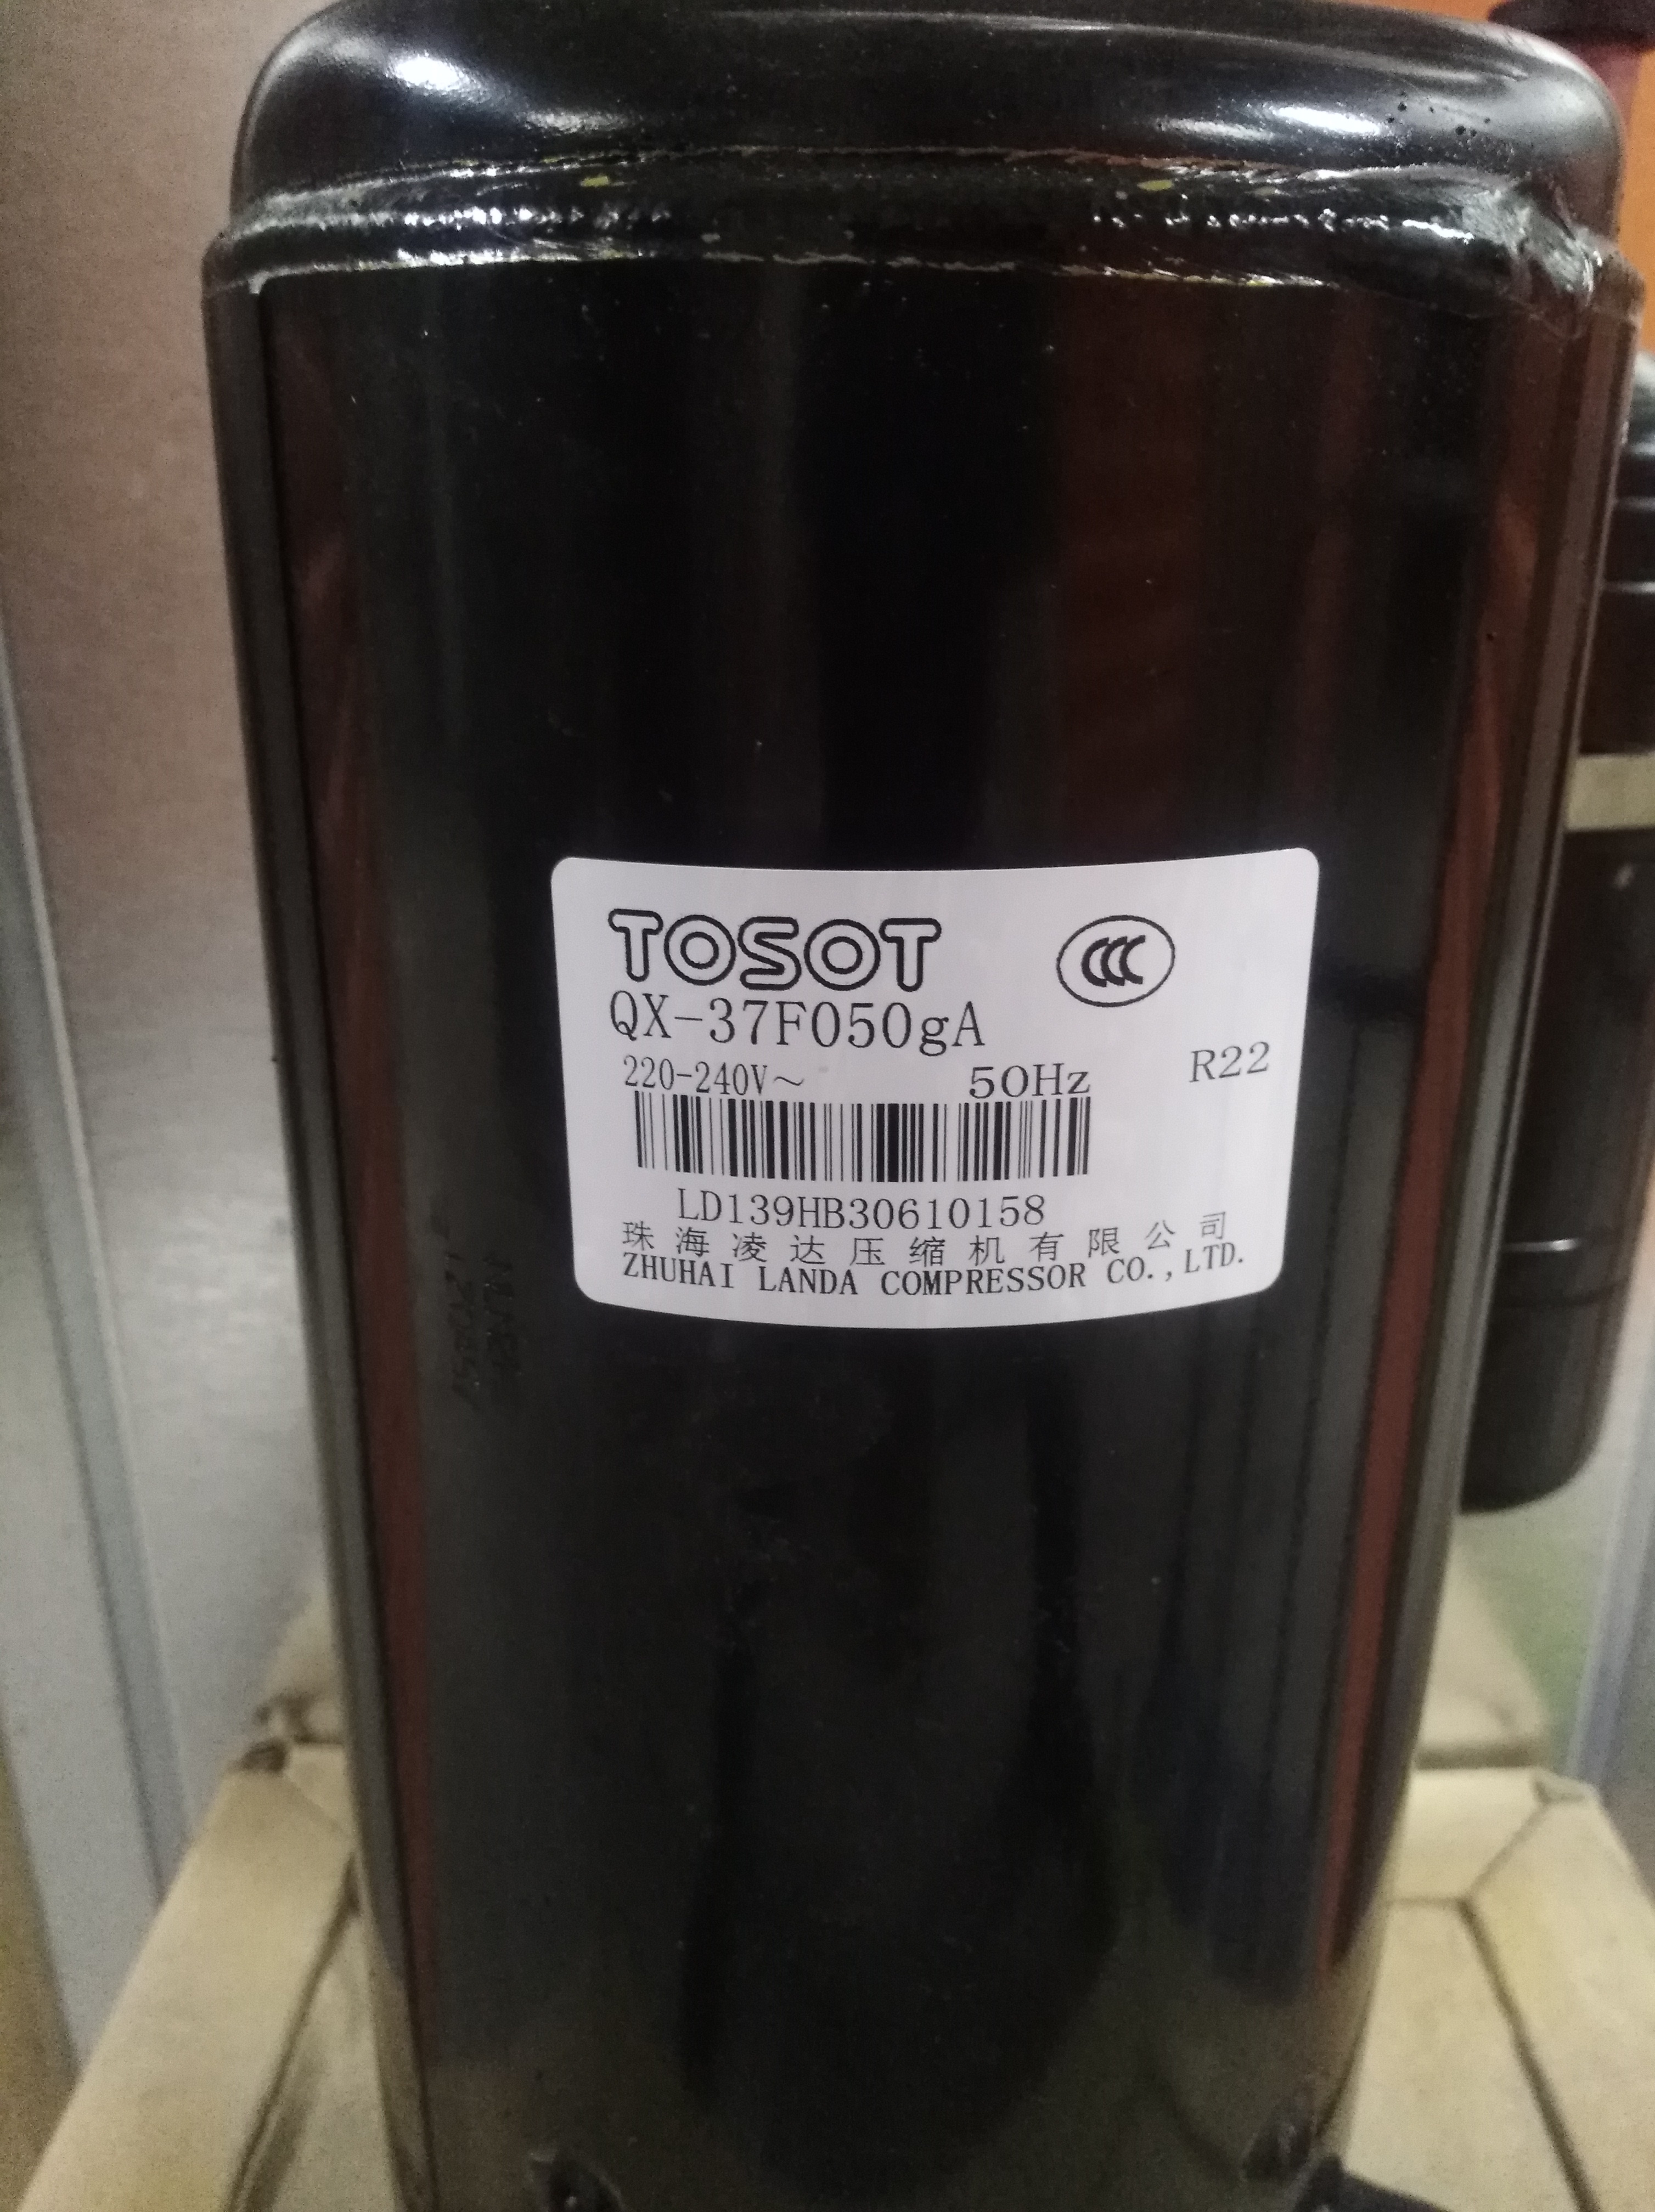 TOSOT
CCC
QX-37F050gA
220-240V~ 50Hz R22
LD139HB30610158
珠海凌达压缩机有限公司
ZHUHAI LANDA COMPRESSOR CO.,LTD.